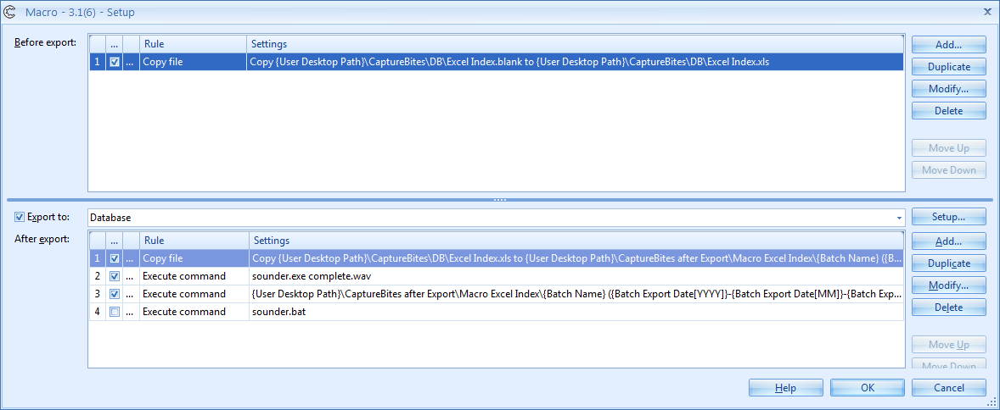 Macro - 3.1(6) - Setup
Before export:
... Rule Settings
1 ... Copy file Copy {User Desktop Path}\CaptureBites\DB\Excel Index.blank to {User Desktop Path}\CaptureBites\DB\Excel Index.xls
Add...
Duplicate
Modify...
Delete
Move Up
Move Down
Export to: Database Setup...
After export:
... Rule Settings
1 ... Copy file Copy {User Desktop Path}\CaptureBites\DB\Excel Index.xls to {User Desktop Path}\CaptureBites after Export\Macro Excel Index\{Batch Name} ({B...
2 ... Execute command sounder.exe complete.wav
3 ... Execute command {User Desktop Path}\CaptureBites after Export\Macro Excel Index\{Batch Name} ({Batch Export Date[YYYY]}-{Batch Export Date[MM]}-{Batch Exp...
4 ... Execute command sounder.bat
Add...
Duplicate
Modify...
Delete
Move Up
Move Down
Help OK Cancel